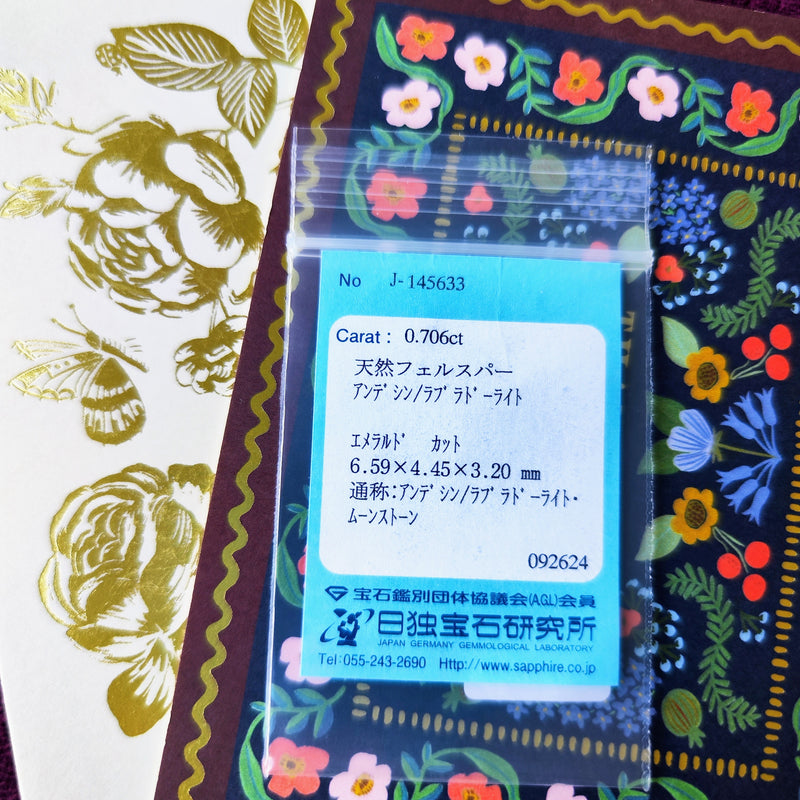 No J-145633
Carat: 0.706ct
天然フェルスパー
ｱﾝﾃﾞｼﾝ/ﾗﾌﾞﾗﾄﾞｰﾗｲﾄ
ｴﾒﾗﾙﾄﾞ ｶｯﾄ
6.59×4.45×3.20 mm
通称:ｱﾝﾃﾞｼﾝ/ﾗﾌﾞﾗﾄﾞｰﾗｲﾄ･
ﾑｰﾝｽﾄｰﾝ
092624
宝石鑑別団体協議会(AGL)会員
日独宝石研究所
JAPAN GERMANY GEMMOLOGICAL LABORATORY
Tel:055-243-2690 Http://www.sapphire.co.jp